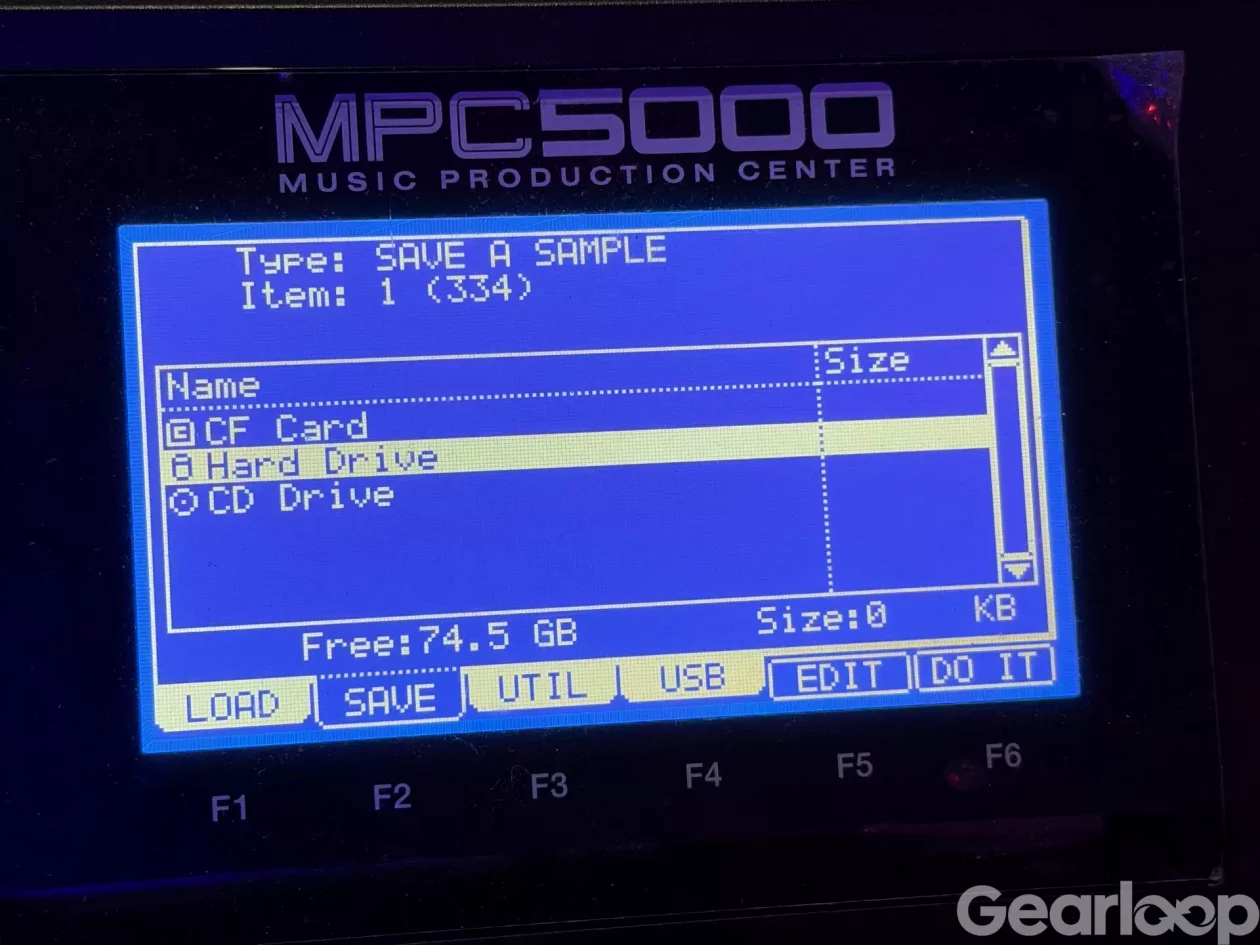 MPC5000
MUSIC PRODUCTION CENTER
Type: SAVE A SAMPLE
Item: 1 (334)
Name Size
CF Card
Hard Drive
CD Drive
Free:74.5 GB Size:0 KB
LOAD SAVE UTIL USB EDIT DO IT
F1 F2 F3 F4 F5 F6
Gearloop